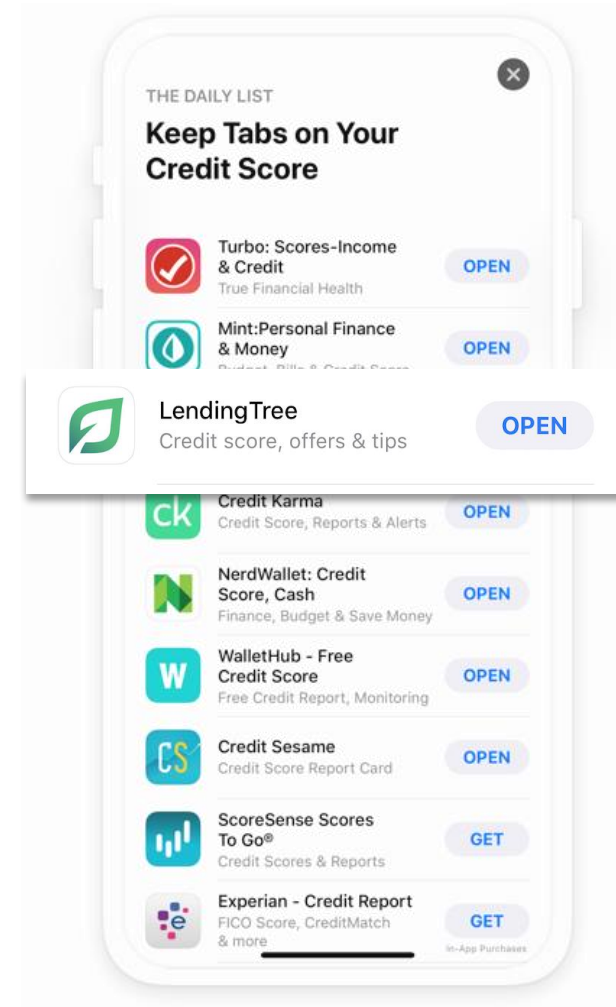 THE DAILY LIST
Keep Tabs on Your
Credit Score
Turbo: Scores-Income
& Credit
True Financial Health
OPEN
Mint:Personal Finance
& Money
OPEN
LendingTree
Credit score, offers & tips
OPEN
ck
Credit Karma
Credit Score, Reports & Alerts
OPEN
N
NerdWallet: Credit
Score, Cash
Finance, Budget & Save Money
OPEN
W
WalletHub - Free
Credit Score
Free Credit Report, Monitoring
OPEN
CS
Credit Sesame
Credit Score Report Card
OPEN
ScoreSense Scores
To Go®
Credit Scores & Reports
GET
e
Experian - Credit Report
FICO Score, CreditMatch
& more
GET
In-App Purchases